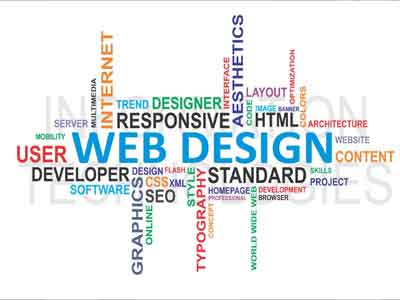 MULTIMEDIA
INTERNET
TREND
DESIGNER
INTERFACE
AESTHETICS
CODE
LAYOUT
IMAGE
BANNER
OPTIMIZATION
COLORS
SERVER
RESPONSIVE
HTML
ARCHITECTURE
MOBILITY
WEBSITE
USER
WEB DESIGN
CONTENT
DEVELOPER
DESIGN
FLASH
STANDARD
SKILLS
SOFTWARE
CSS
XML
STYLE
HOMEPAGE
DEVELOPMENT
PROJECT
GRAPHICS
ONLINE
SEO
TYPOGRAPHY
CONCEPT
PROFESSIONAL
WORLD WIDE WEB
BROWSER
INFORMATION
TECHNOLOGIES